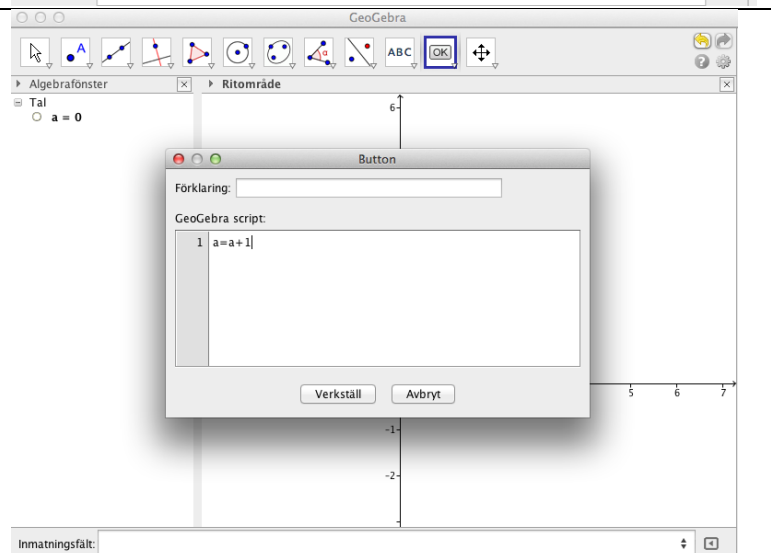 GeoGebra
A
α
ABC
OK
?
Algebrafönster
Ritområde
Tal
a = 0
6
Button
Förklaring:
GeoGebra script:
1 a=a+1
Verkställ Avbryt
5 6 7
-1
-2
Inmatningsfält: